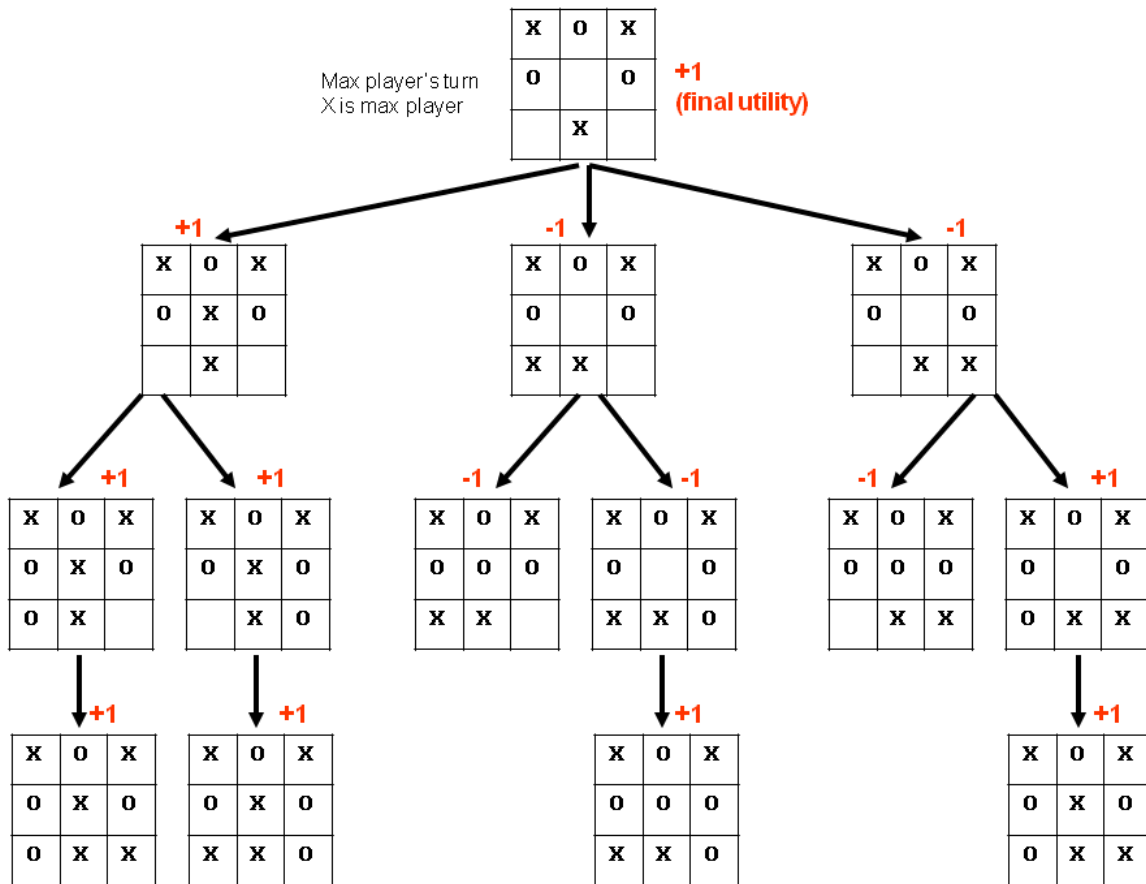 X O X
Max player's turn
O O
+1
X is max player
(final utility)
X
+1
-1
-1
X O X
X O X
X O X
O X O
O O
O O
X
X X
X X
+1
+1
-1
-1
-1
+1
X O X
X O X
X O X
X O X
X O X
X O X
O X O
O X O
O O O
O O
O O O
O O
O X
X O
X X
X X O
X X
O X X
+1
+1
+1
+1
X O X
X O X
X O X
X O X
O X O
O X O
O O O
O X O
O X X
X X O
X X O
O X X